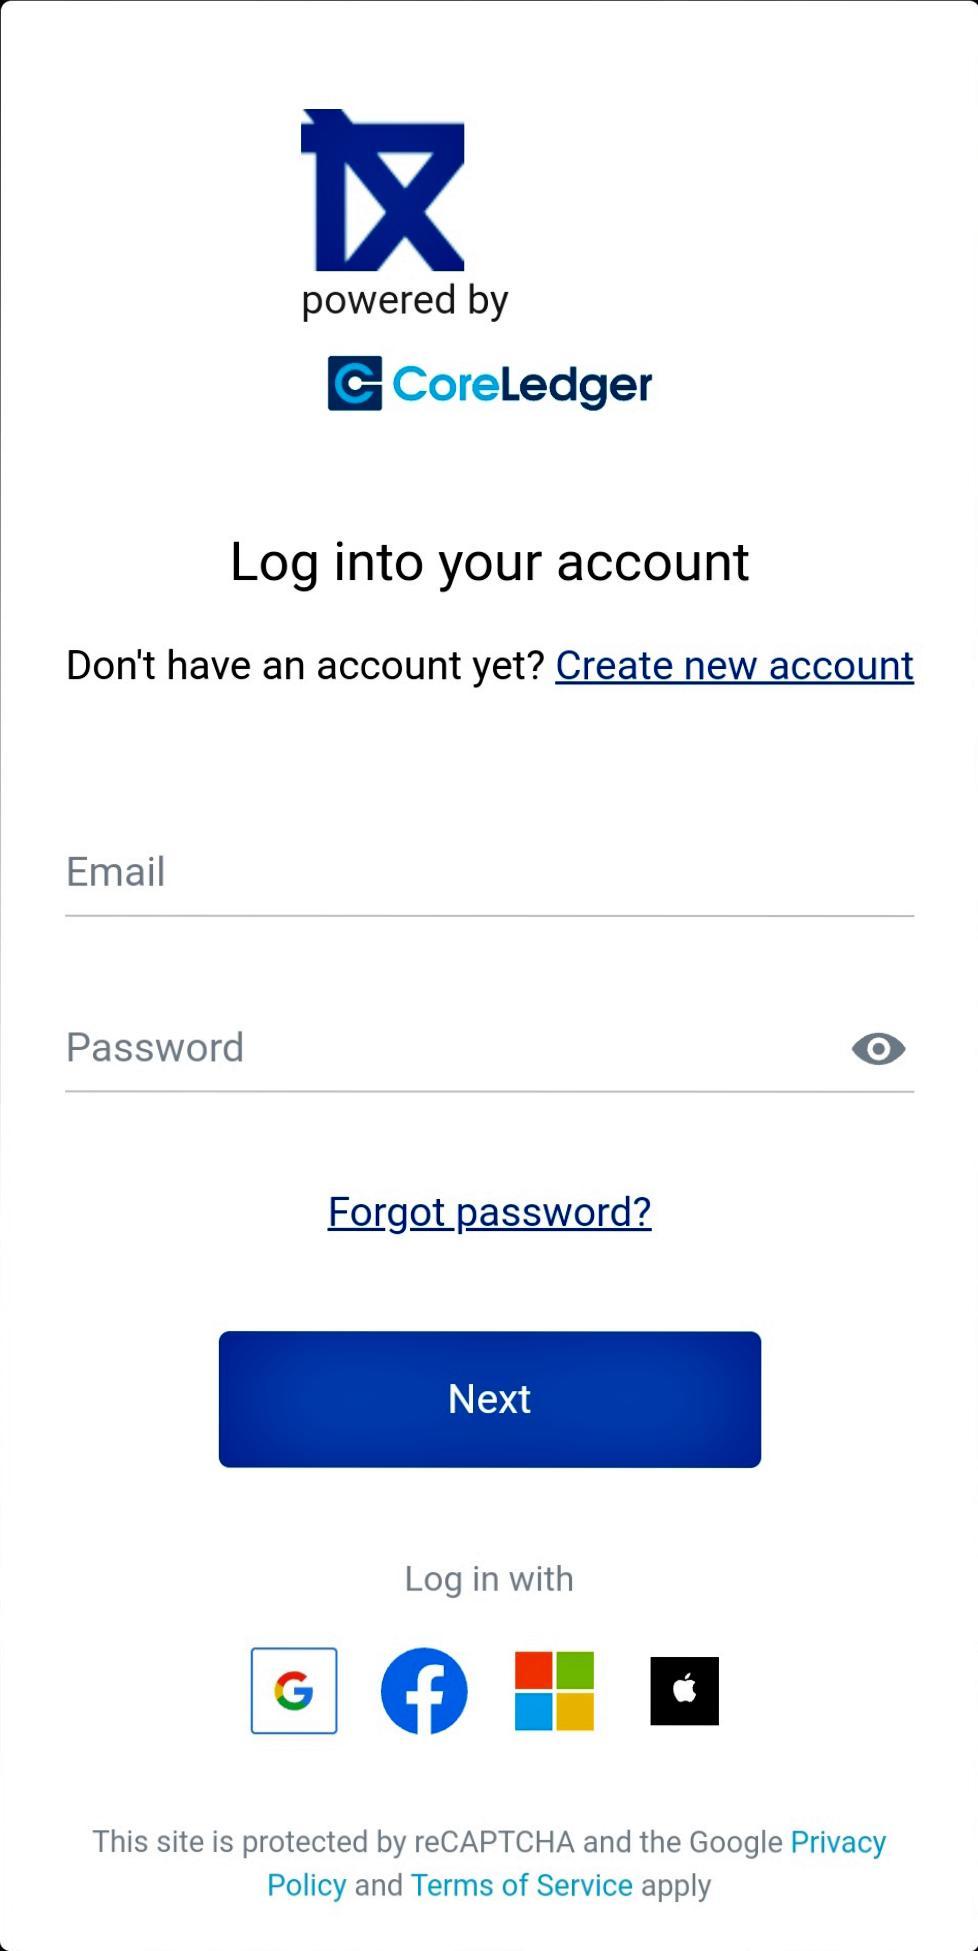 powered by
CoreLedger
Log into your account
Don't have an account yet? Create new account
Email
Password
Forgot password?
Next
Log in with
This site is protected by reCAPTCHA and the Google Privacy
Policy and Terms of Service apply